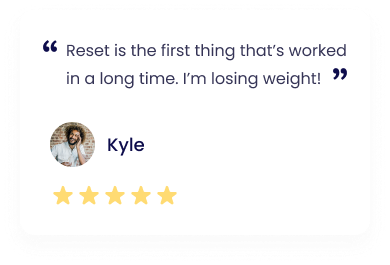 “ Reset is the first thing that’s worked
in a long time. I’m losing weight! ”
Kyle